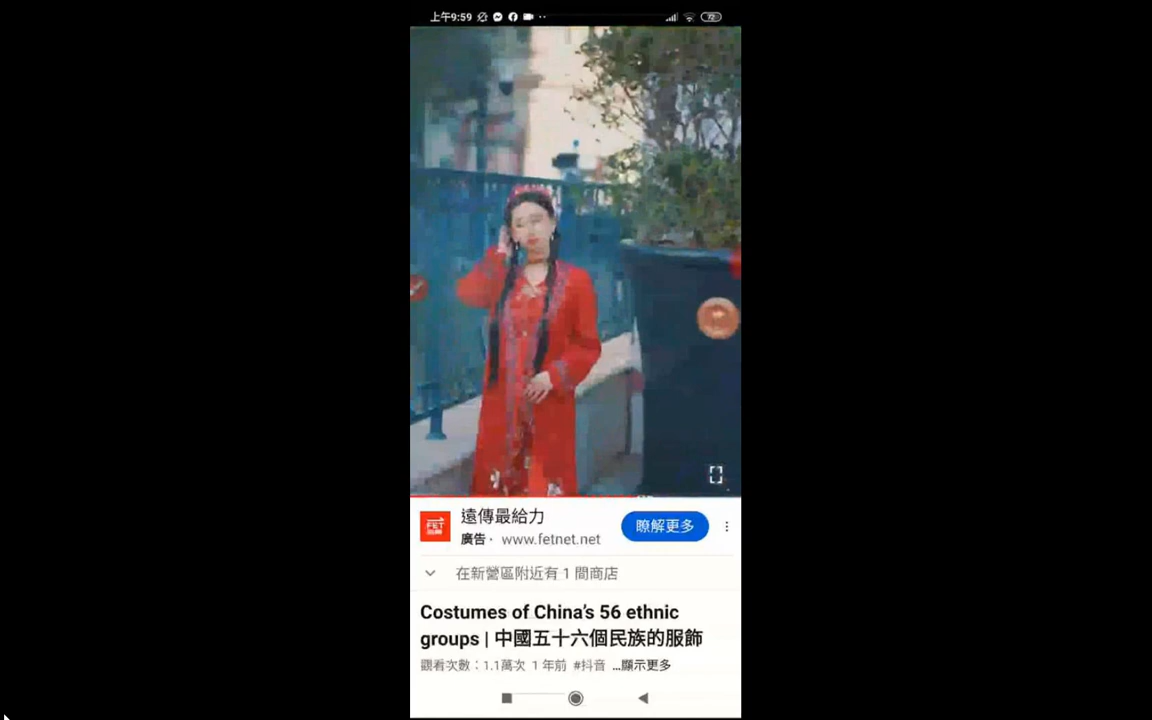 上午9:59
72
遠傳最給力
廣告 · www.fetnet.net
瞭解更多
FET
在新營區附近有 1 間商店
Costumes of China's 56 ethnic
groups | 中國五十六個民族的服飾
觀看次數：1.1萬次 1 年前 #抖音 ...顯示更多